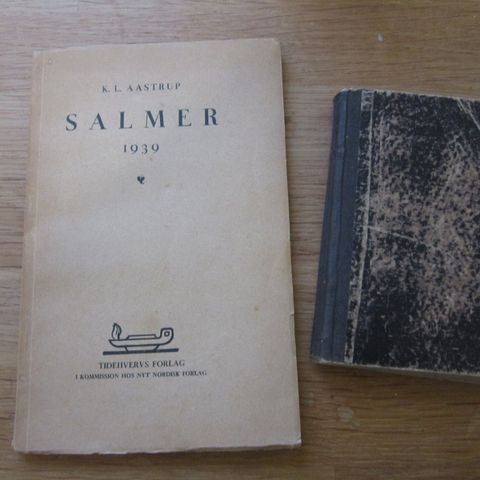 K. L. AASTRUP
SALMER
1939
TIDEHVERVS FORLAG
I KOMMISSION HOS NYT NORDISK FORLAG